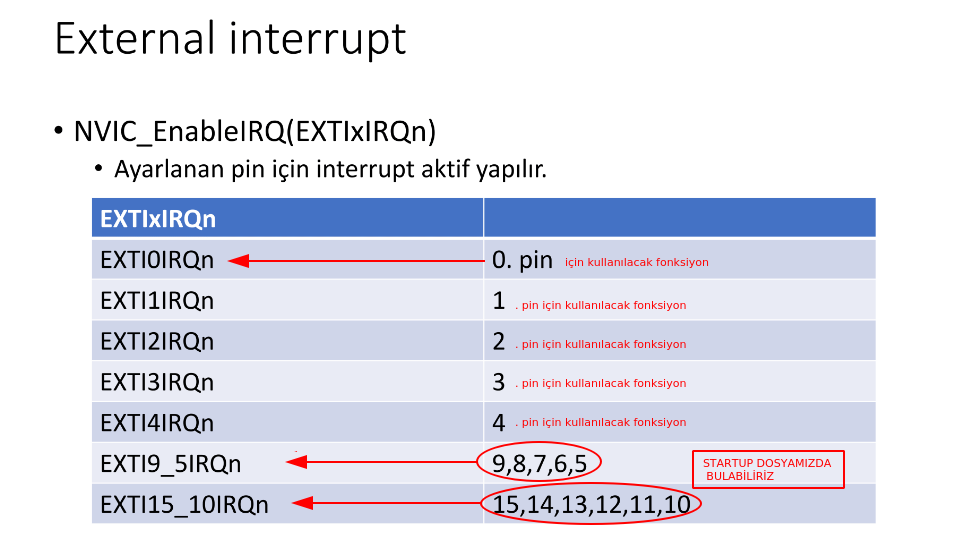 External interrupt
• NVIC_EnableIRQ(EXTIxIRQn)
• Ayarlanan pin için interrupt aktif yapılır.
EXTIxIRQn
EXTI0IRQn 0. pin için kullanılacak fonksiyon
EXTI1IRQn 1 . pin için kullanılacak fonksiyon
EXTI2IRQn 2 . pin için kullanılacak fonksiyon
EXTI3IRQn 3 . pin için kullanılacak fonksiyon
EXTI4IRQn 4 . pin için kullanılacak fonksiyon
EXTI9_5IRQn 9,8,7,6,5
STARTUP DOSYAMIZDA
BULABİLİRİZ
EXTI15_10IRQn 15,14,13,12,11,10